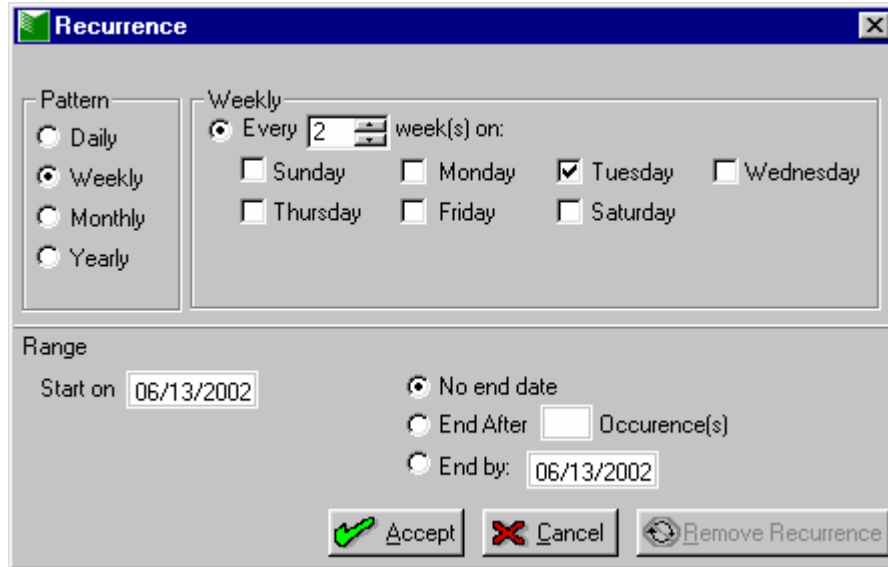 Recurrence
Pattern
Daily
Weekly
Monthly
Yearly
Weekly
Every 2 week(s) on:
Sunday Monday Tuesday Wednesday
Thursday Friday Saturday
Range
Start on 06/13/2002
No end date
End After Occurence(s)
End by: 06/13/2002
Accept Cancel Remove Recurrence